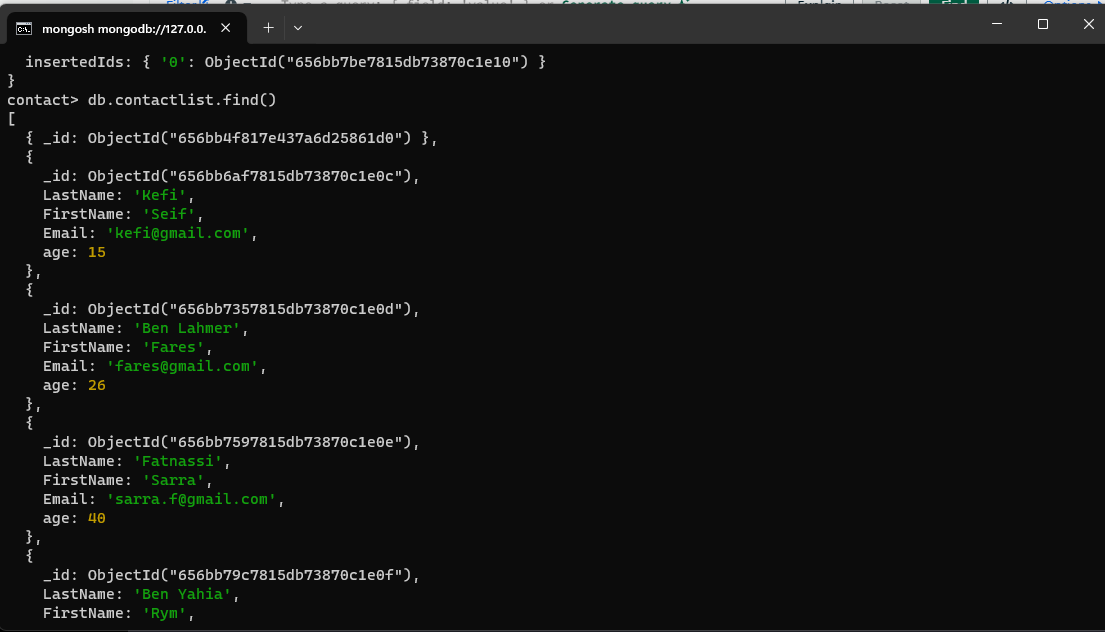 mongosh mongodb://127.0.0.
insertedIds: { '0': ObjectId("656bb7be7815db73870c1e10") }
}
contact> db.contactlist.find()
[
{ _id: ObjectId("656bb4f817e437a6d25861d0") },
{
_id: ObjectId("656bb6af7815db73870c1e0c"),
LastName: 'Kefi',
FirstName: 'Seif',
Email: 'kefi@gmail.com',
age: 15
},
{
_id: ObjectId("656bb7357815db73870c1e0d"),
LastName: 'Ben Lahmer',
FirstName: 'Fares',
Email: 'fares@gmail.com',
age: 26
},
{
_id: ObjectId("656bb7597815db73870c1e0e"),
LastName: 'Fatnassi',
FirstName: 'Sarra',
Email: 'sarra.f@gmail.com',
age: 40
},
{
_id: ObjectId("656bb79c7815db73870c1e0f"),
LastName: 'Ben Yahia',
FirstName: 'Rym',